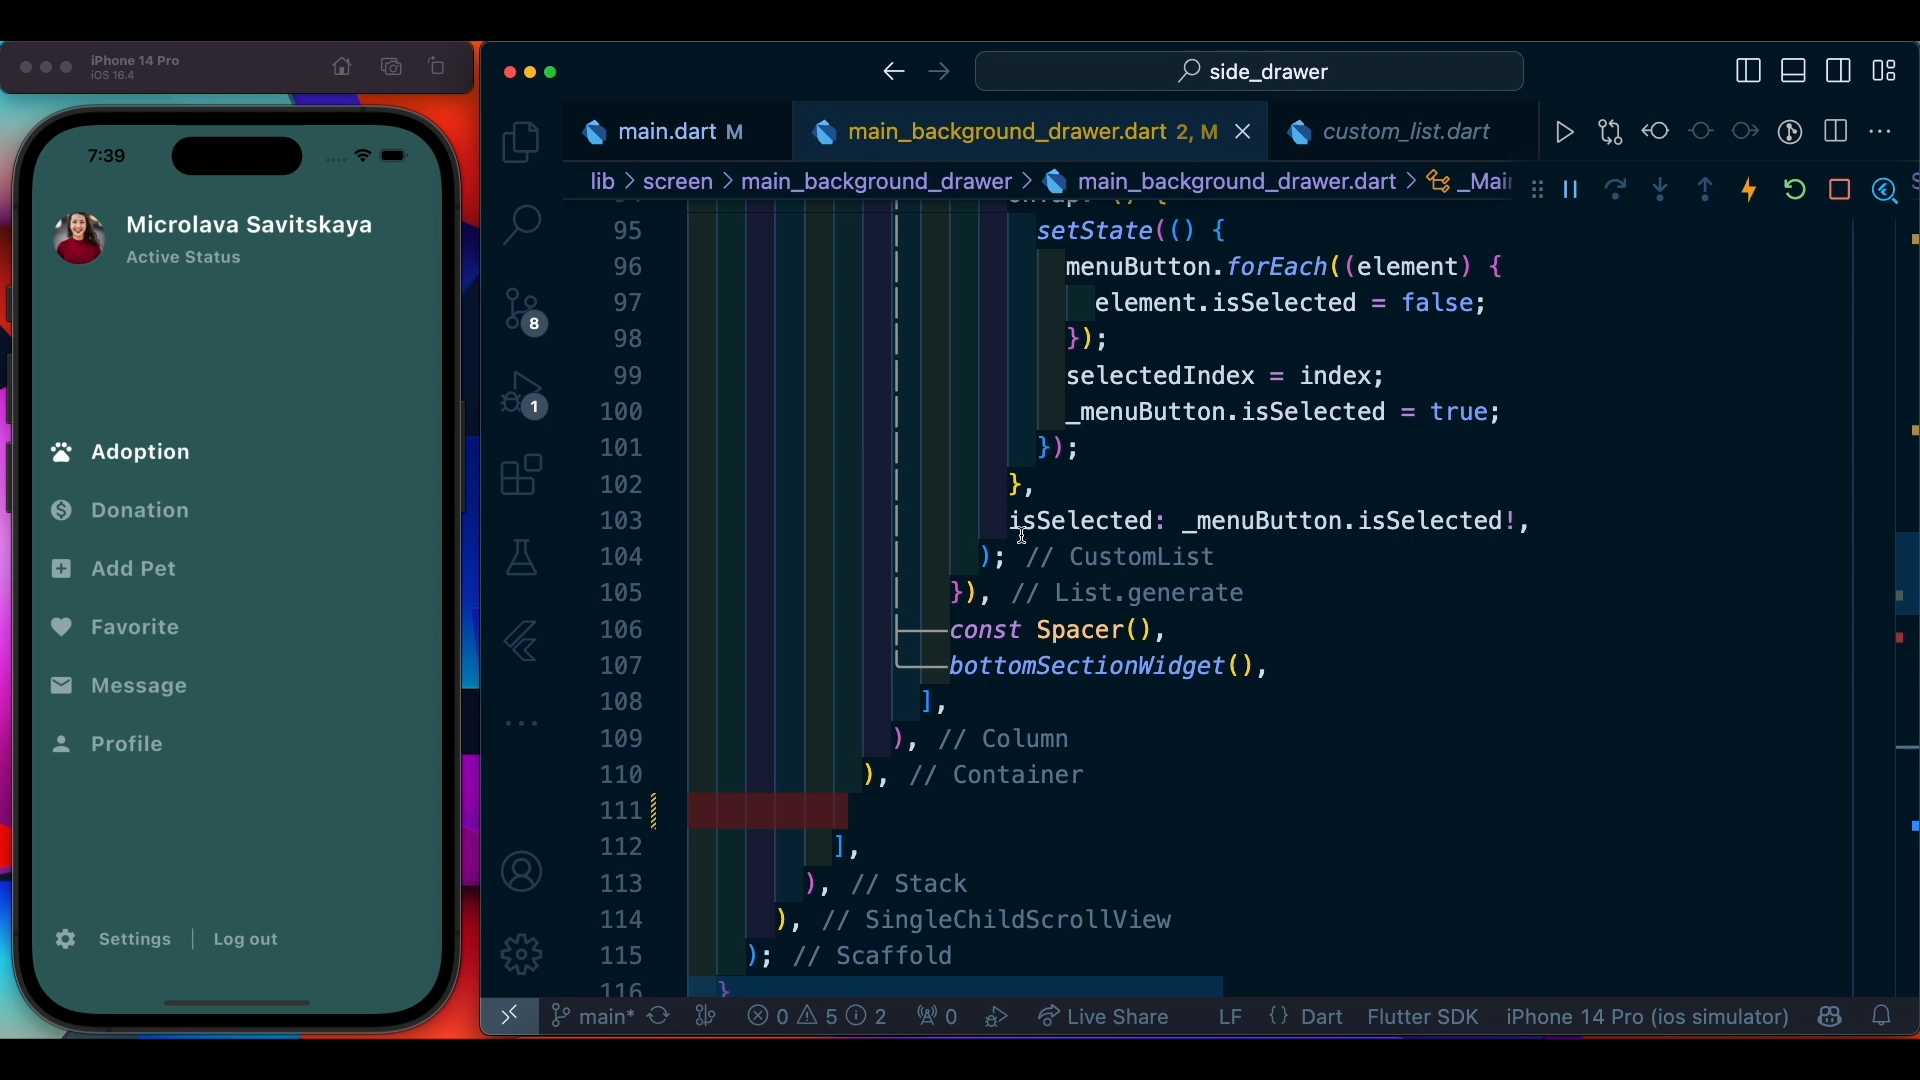 iPhone 14 Pro
iOS 16.4
7:39
Microlava Savitskaya
Active Status
Adoption
Donation
Add Pet
Favorite
Message
Profile
Settings
Log out
side_drawer
main.dart M
main_background_drawer.dart 2, M
custom_list.dart
lib > screen > main_background_drawer > main_background_drawer.dart >
8
1
95 setState(() {
96 menuButton.forEach((element) {
97 element.isSelected = false;
98 });
99 selectedIndex = index;
100 _menuButton.isSelected = true;
101 });
102 },
103 isSelected: _menuButton.isSelected!,
104 ); // CustomList
105 }), // List.generate
106 const Spacer(),
107 bottomSectionWidget(),
108 ],
109 ), // Column
110 ), // Container
111
112 ],
113 ), // Stack
114 ), // SingleChildScrollView
115 ); // Scaffold
116 }
main* 0 5 2 0 Live Share LF {} Dart Flutter SDK iPhone 14 Pro (ios simulator)